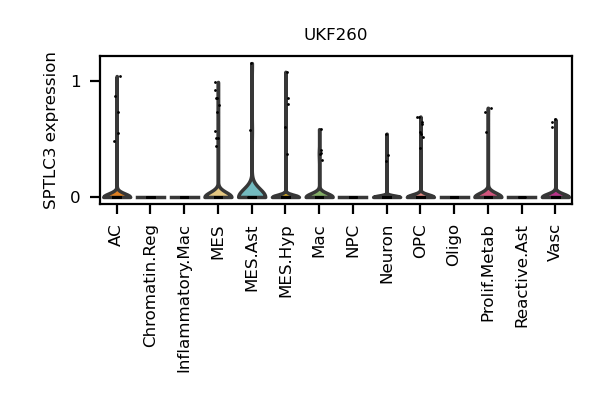 UKF260
SPTLC3 expression
1
0
AC
Chromatin.Reg
Inflammatory.Mac
MES
MES.Ast
MES.Hyp
Mac
NPC
Neuron
OPC
Oligo
Prolif.Metab
Reactive.Ast
Vasc